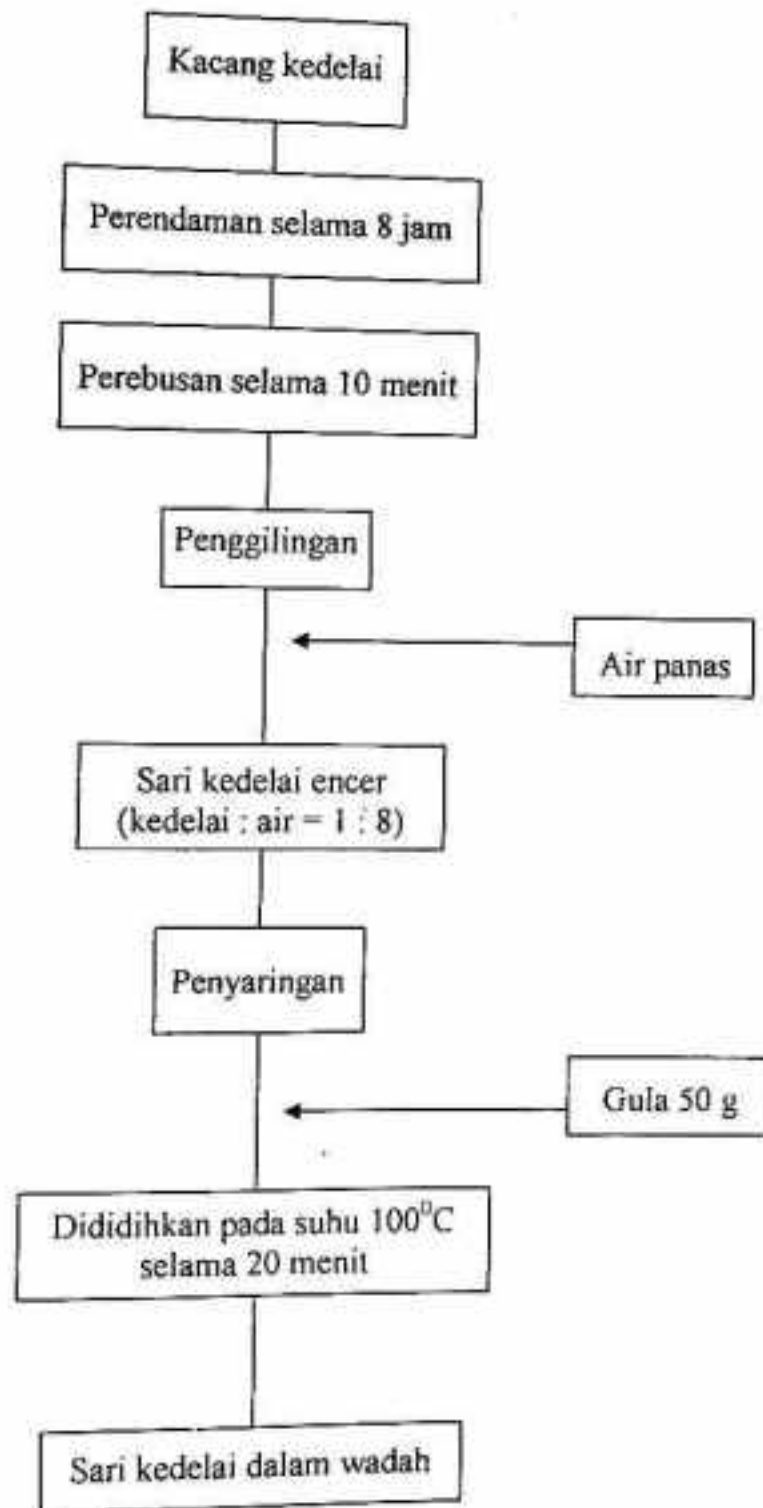 Kacang kedelai
Perendaman selama 8 jam
Perebusan selama 10 menit
Penggilingan
Air panas
Sari kedelai encer
(kedelai : air = 1 : 8)
Penyaringan
Gula 50 g
Dididihkan pada suhu 100⁰C
selama 20 menit
Sari kedelai dalam wadah